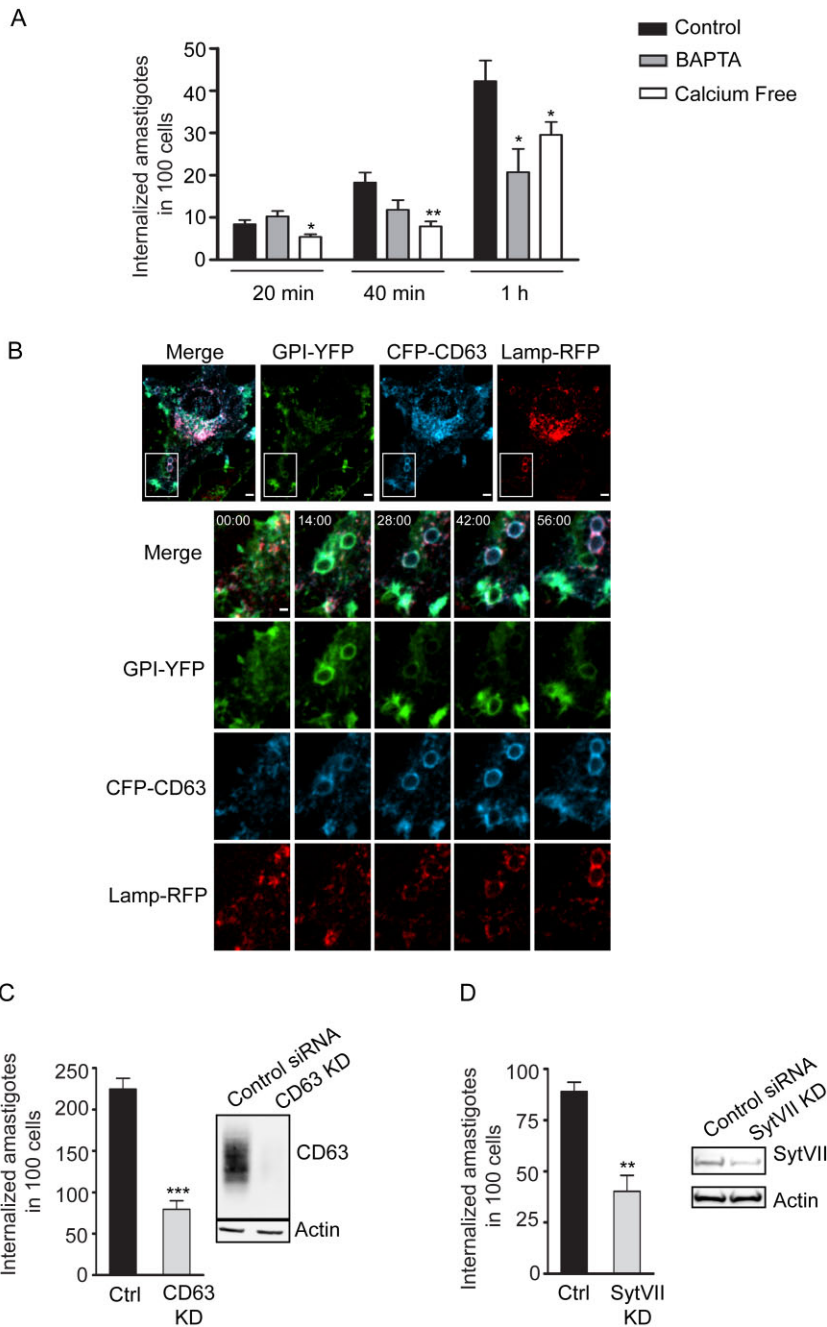 A
Internalized amastigotes
in 100 cells
50
40
30
20
10
0
*
**
*
*
20 min
40 min
1 h
Control
BAPTA
Calcium Free
B
Merge GPI-YFP CFP-CD63 Lamp-RFP
00:00 14:00 28:00 42:00 56:00
Merge
GPI-YFP
CFP-CD63
Lamp-RFP
C
Internalized amastigotes
in 100 cells
250
200
150
100
50
0
***
Ctrl
CD63
KD
Control siRNA
CD63 KD
CD63
Actin
D
Internalized amastigotes
in 100 cells
100
75
50
25
0
**
Ctrl
SytVII
KD
Control siRNA
SytVII KD
SytVII
Actin